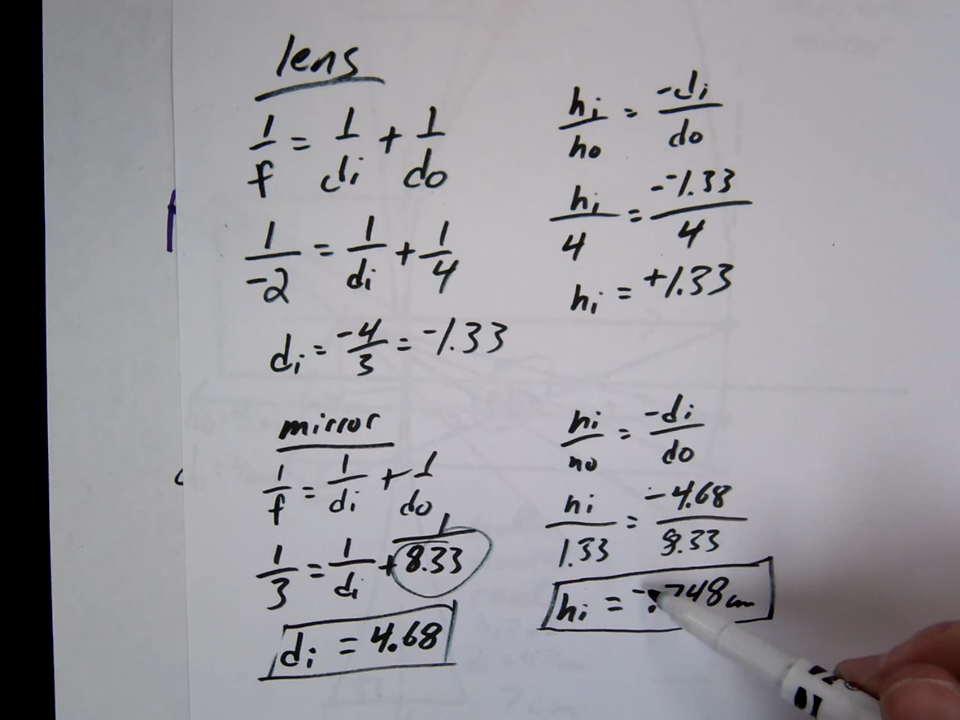 lens
1/f = 1/di + 1/do
1/-2 = 1/di + 1/4
di = -4/3 = -1.33
hi/ho = -di/do
hi/4 = --1.33/4
hi = +1.33
mirror
1/f = 1/di + 1/do
1/3 = 1/di + 1/8.33
di = 4.68
hi/ho = -di/do
hi/1.33 = -4.68/8.33
hi = -.748cm